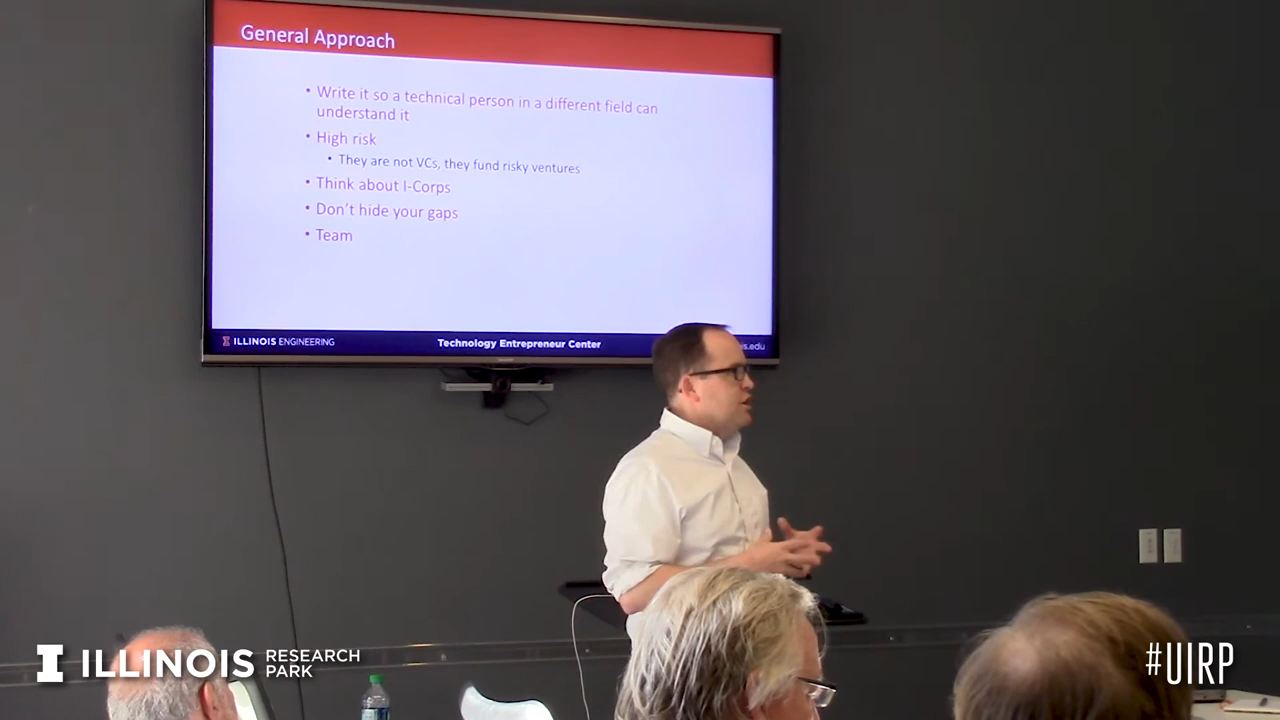 General Approach
• Write it so a technical person in a different field can
understand it
• High risk
• They are not VCs, they fund risky ventures
• Think about I-Corps
• Don't hide your gaps
• Team
I ILLINOIS ENGINEERING
Technology Entrepreneur Center
is.edu
I ILLINOIS RESEARCH
PARK
#UIRP